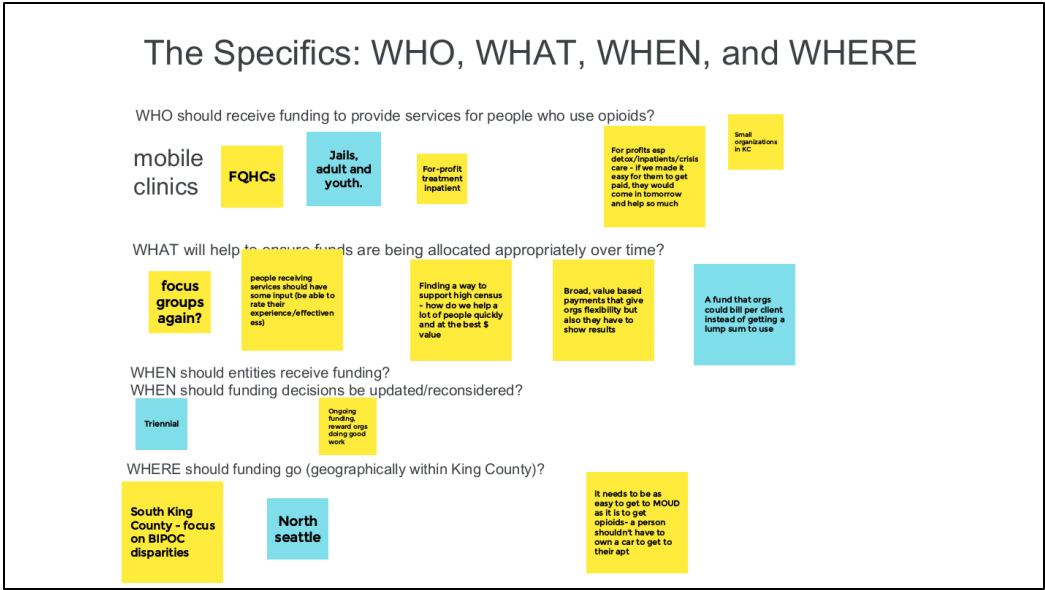 The Specifics: WHO, WHAT, WHEN, and WHERE
WHO should receive funding to provide services for people who use opioids?
mobile
clinics
FQHCs
Jails,
adult and
youth.
For-profit
treatment
inpatient
For profits esp
detox/inpatients/crisis
care - if we made it
easy for them to get
paid, they would
come in tomorrow
and help so much
Small
organizations
in KC
WHAT will help to ensure funds are being allocated appropriately over time?
focus
groups
again?
people receiving
services should have
some input (be able to
rate their
experience/effectiven
ess)
Finding a way to
support high census
- how do we help a
lot of people quickly
and at the best $
value
Broad, value based
payments that give
orgs flexibility but
also they have to
show results
A fund that orgs
could bill per client
instead of getting a
lump sum to use
WHEN should entities receive funding?
WHEN should funding decisions be updated/reconsidered?
Triennial
Ongoing
funding,
reward orgs
doing good
work
WHERE should funding go (geographically within King County)?
South King
County - focus
on BIPOC
disparities
North
seattle
it needs to be as
easy to get to MOUD
as it is to get
opioids- a person
shouldn't have to
own a car to get to
their apt